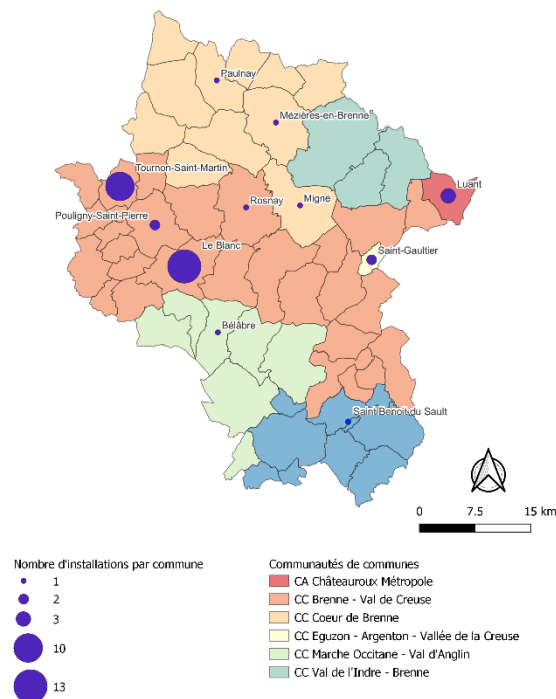 Paulnay
Mézières-en-Brenne
Tournon-Saint-Martin
Luant
Rosnay
Migné
Pouligny-Saint-Pierre
Le Blanc
Saint-Gaultier
Bélâbre
Saint Benoit du Sault
0 7.5 15 km
Nombre d'installations par commune
1
2
3
10
13
Communautés de communes
CA Châteauroux Métropole
CC Brenne - Val de Creuse
CC Coeur de Brenne
CC Eguzon - Argenton - Vallée de la Creuse
CC Marche Occitane - Val d'Anglin
CC Val de l'Indre - Brenne